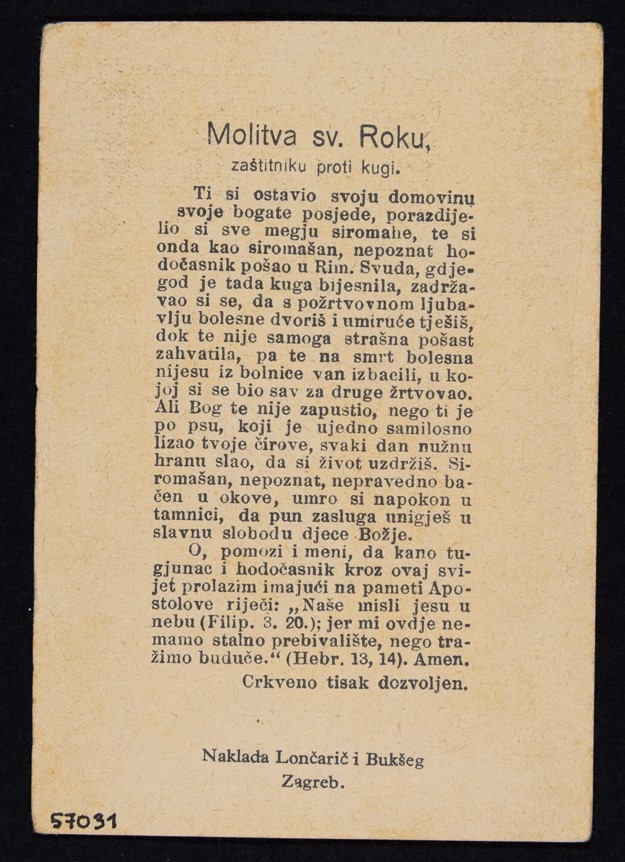 Molitva sv. Roku,
zaštitniku proti kugi.
Ti si ostavio svoju domovinu
svoje bogate posjede, porazdije-
lio si sve megju siromahe, te si
onda kao siromašan, nepoznat ho-
dočasnik pošao u Rim. Svuda, gdje-
god je tada kuga bijesnila, zadrža-
vao si se, da s požrtvovnom ljuba-
vlju bolesne dvoriš i umiruće tješiš,
dok te nije samoga strašna pošast
zahvatila, pa te na smrt bolesna
nijesu iz bolnice van izbacili, u ko-
joj si se bio sav za druge žrtvovao.
Ali Bog te nije zapustio, nego ti je
po psu, koji je ujedno samilosno
lizao tvoje čirove, svaki dan nužnu
hranu slao, da si život uzdržiš. Si-
romašan, nepoznat, nepravedno ba-
čen u okove, umro si napokon u
tamnici, da pun zasluga unigješ u
slavnu slobodu djece Božje.
O, pomozi i meni, da kano tu-
gjunac i hodočasnik kroz ovaj svi-
jet prolazim imajući na pameti Apo-
stolove riječi: „Naše misli jesu u
nebu (Filip. 3. 20.); jer mi ovdje ne-
mamo stalno prebivalište, nego tra-
žimo buduče.“ (Hebr. 13, 14). Amen.
Crkveno tisak dozvoljen.
Naklada Lončarič i Bukšeg
Zagreb.
57031